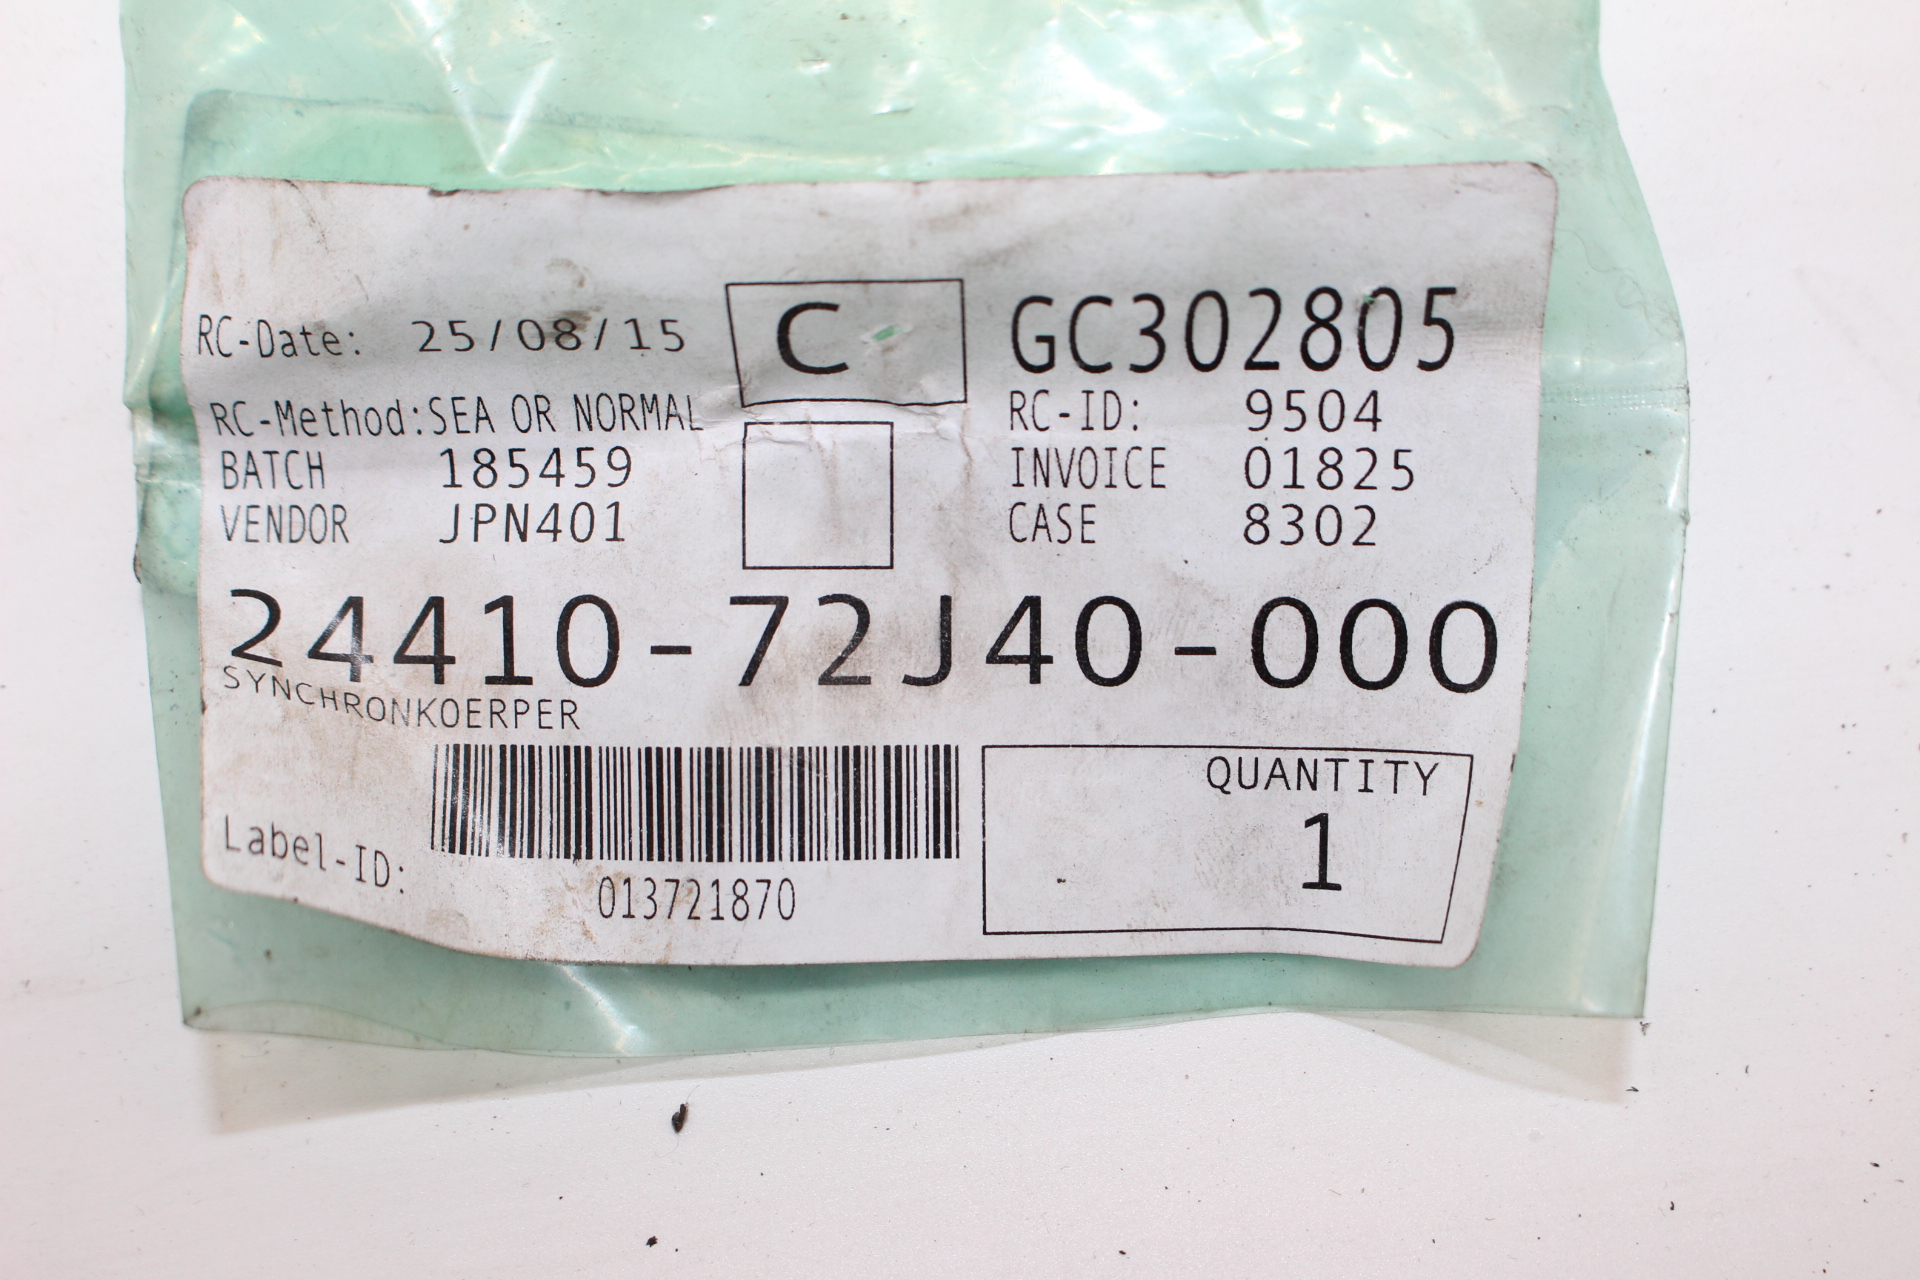 RC-Date: 25/08/15 C GC302805
RC-Method:SEA OR NORMAL RC-ID: 9504
BATCH 185459 INVOICE 01825
VENDOR JPN401 CASE 8302
24410-72J40-000
SYNCHRONKOERPER
QUANTITY
1
Label-ID:
013721870